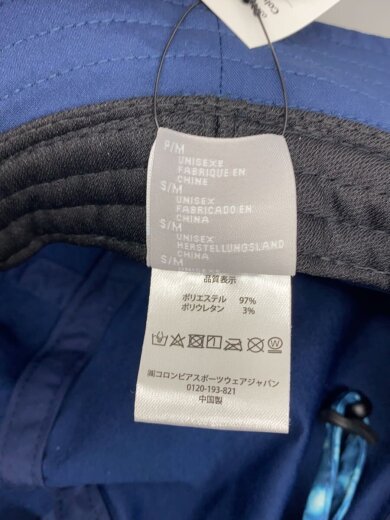 P/M
UNISEXE
FABRIQUE EN
CHINE
S/M
UNISEX
FABRICADO EN
CHINA
S/M
UNISEX
HERSTELLUNGSLAND
CHINA
S/M
品質表示
ポリエステル 97%
ポリウレタン 3%
㈱コロンビアスポーツウェアジャパン
0120-193-821
中国製